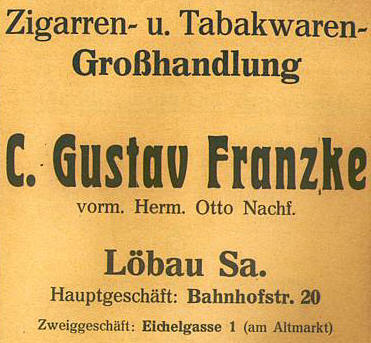 Zigarren- u. Tabakwaren-
Großhandlung
C. Gustav Franzke
vorm. Herm. Otto Nachf.
Löbau Sa.
Hauptgeschäft: Bahnhofstr. 20
Zweiggeschäft: Eichelgasse 1 (am Altmarkt)